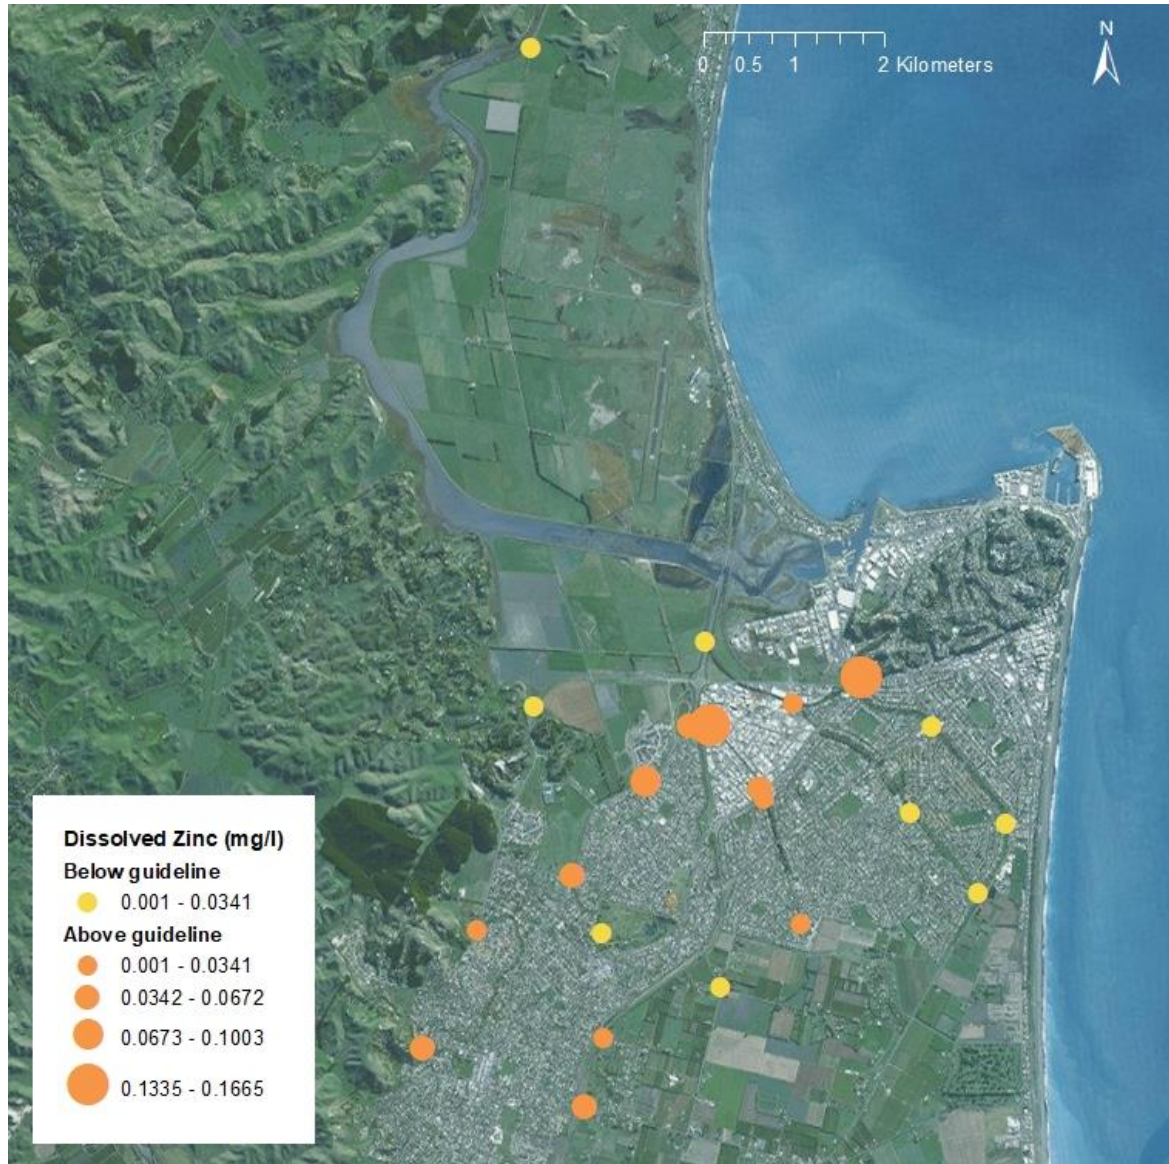 N
0 0.5 1 2 Kilometers
Dissolved Zinc (mg/l)
Below guideline
0.001 - 0.0341
Above guideline
0.001 - 0.0341
0.0342 - 0.0672
0.0673 - 0.1003
0.1335 - 0.1665